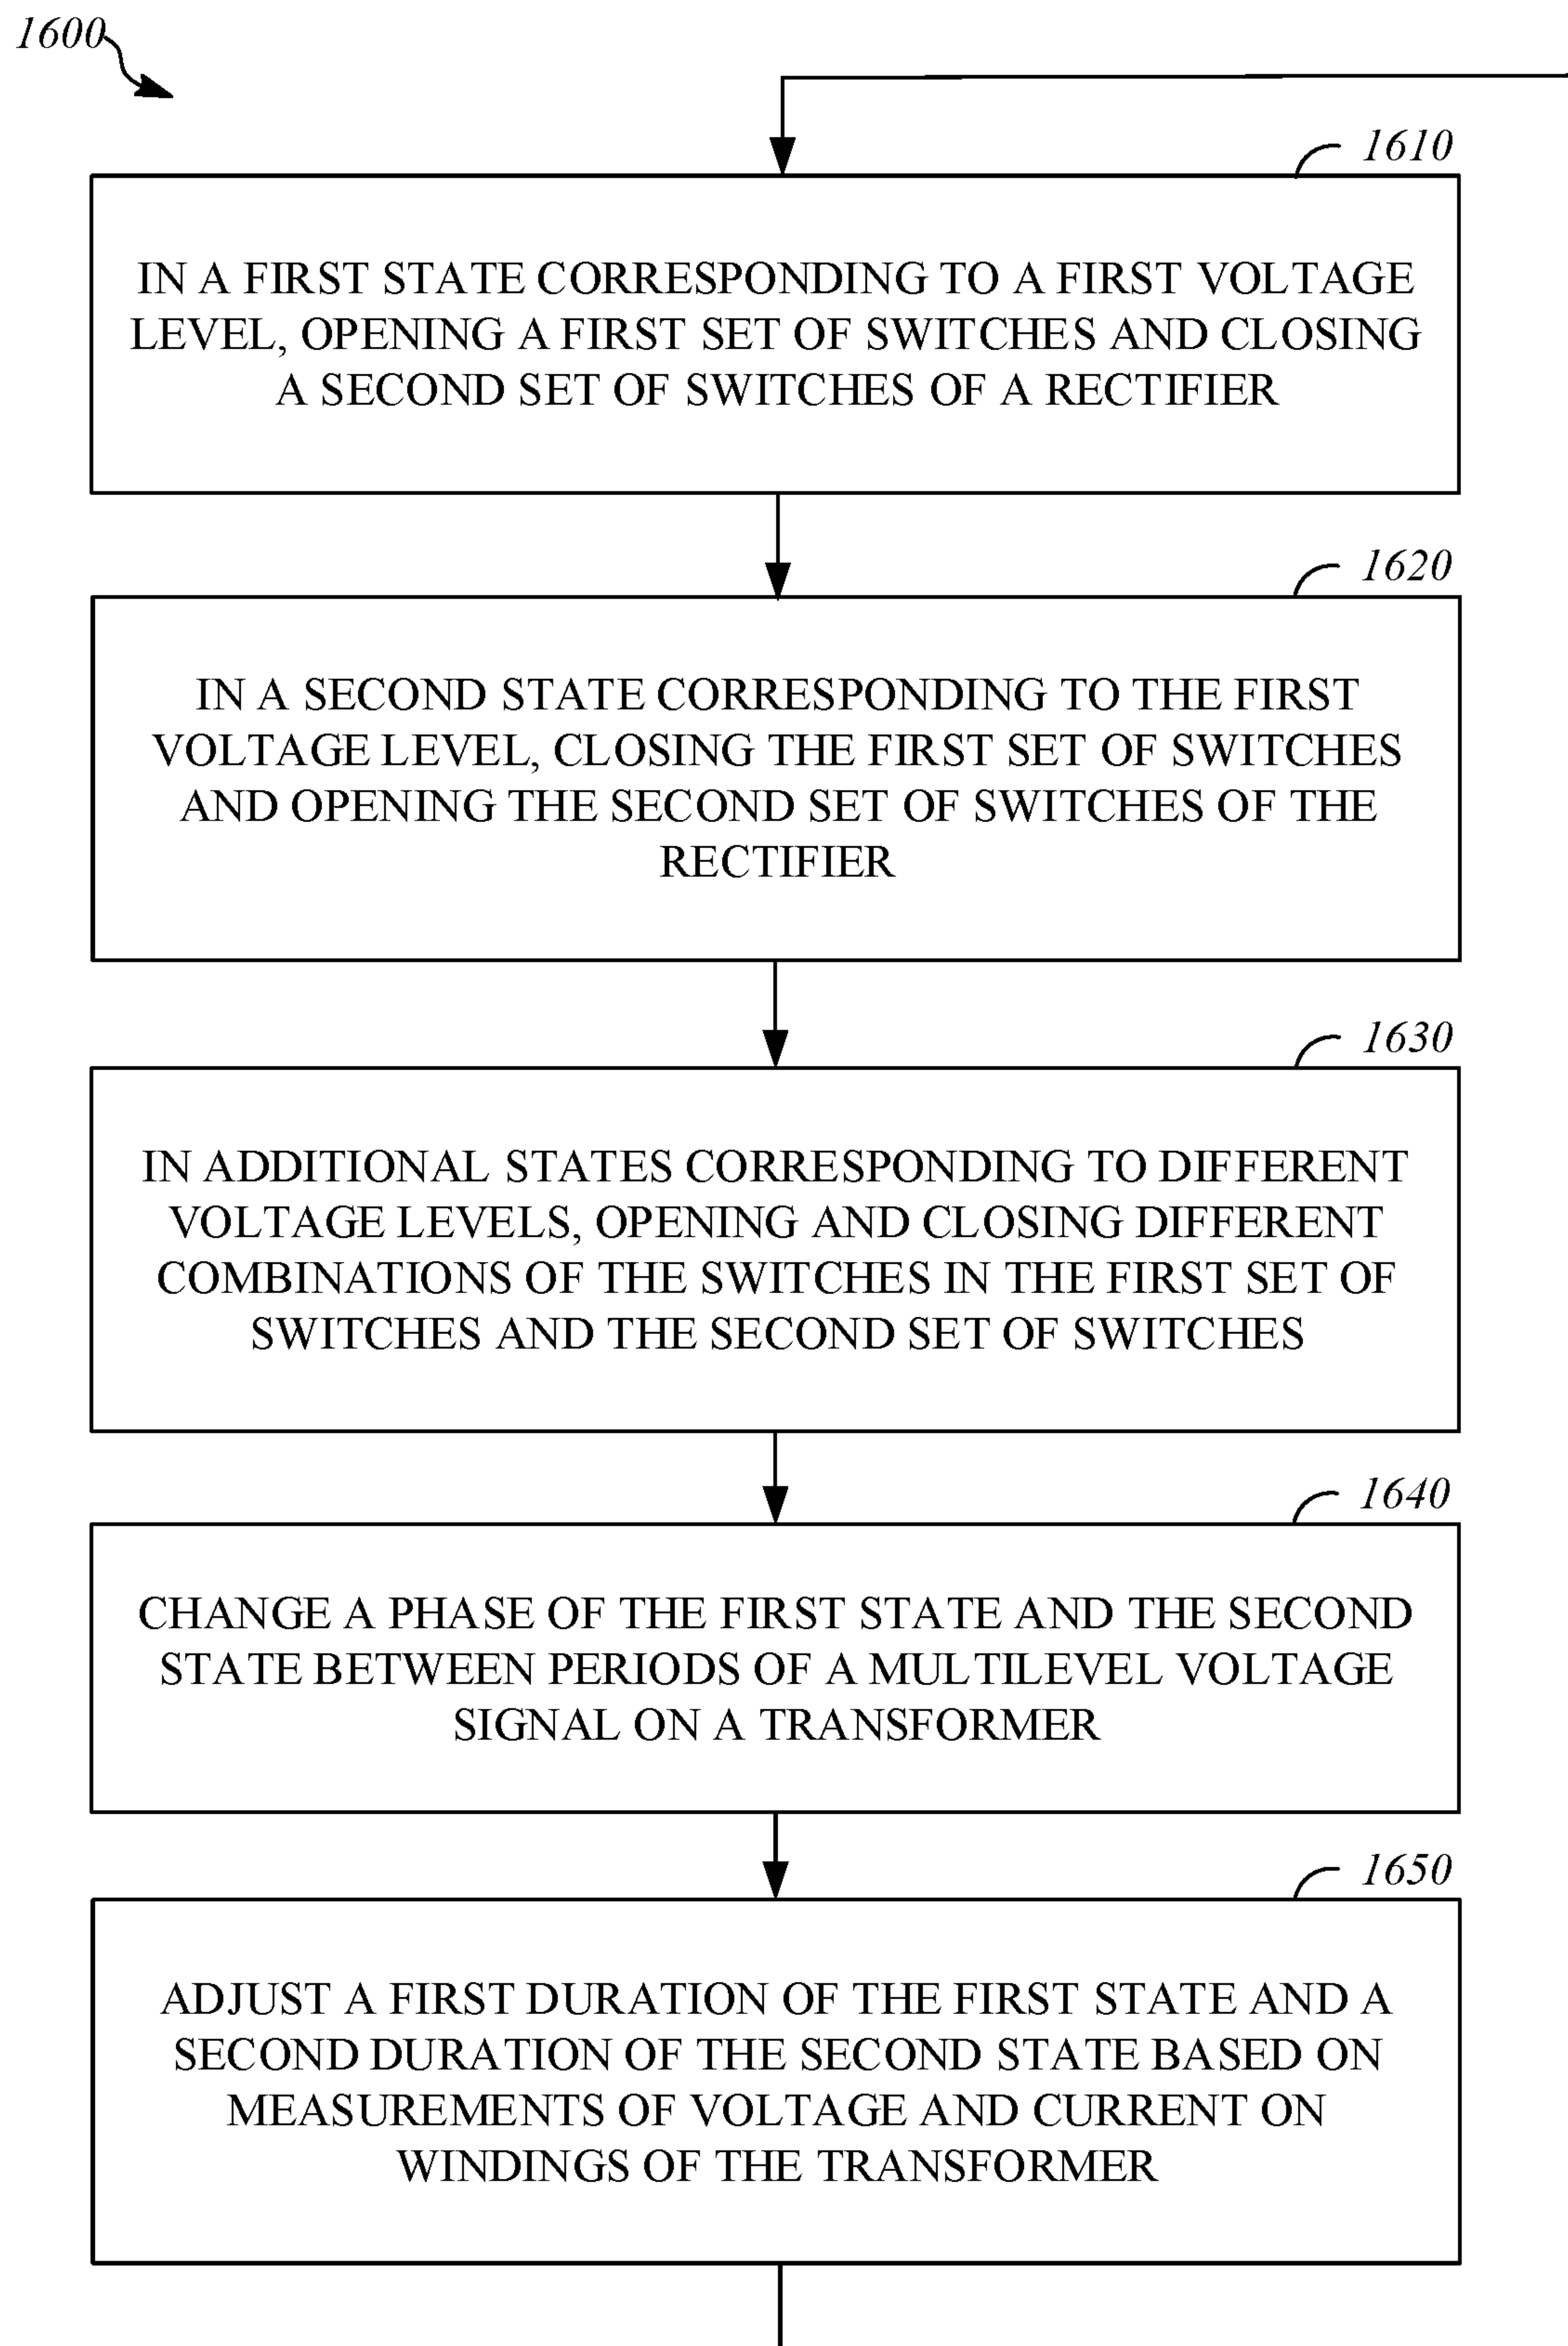 1600
1610
IN A FIRST STATE CORRESPONDING TO A FIRST VOLTAGE
LEVEL, OPENING A FIRST SET OF SWITCHES AND CLOSING
A SECOND SET OF SWITCHES OF A RECTIFIER
1620
IN A SECOND STATE CORRESPONDING TO THE FIRST
VOLTAGE LEVEL, CLOSING THE FIRST SET OF SWITCHES
AND OPENING THE SECOND SET OF SWITCHES OF THE
RECTIFIER
1630
IN ADDITIONAL STATES CORRESPONDING TO DIFFERENT
VOLTAGE LEVELS, OPENING AND CLOSING DIFFERENT
COMBINATIONS OF THE SWITCHES IN THE FIRST SET OF
SWITCHES AND THE SECOND SET OF SWITCHES
1640
CHANGE A PHASE OF THE FIRST STATE AND THE SECOND
STATE BETWEEN PERIODS OF A MULTILEVEL VOLTAGE
SIGNAL ON A TRANSFORMER
1650
ADJUST A FIRST DURATION OF THE FIRST STATE AND A
SECOND DURATION OF THE SECOND STATE BASED ON
MEASUREMENTS OF VOLTAGE AND CURRENT ON
WINDINGS OF THE TRANSFORMER